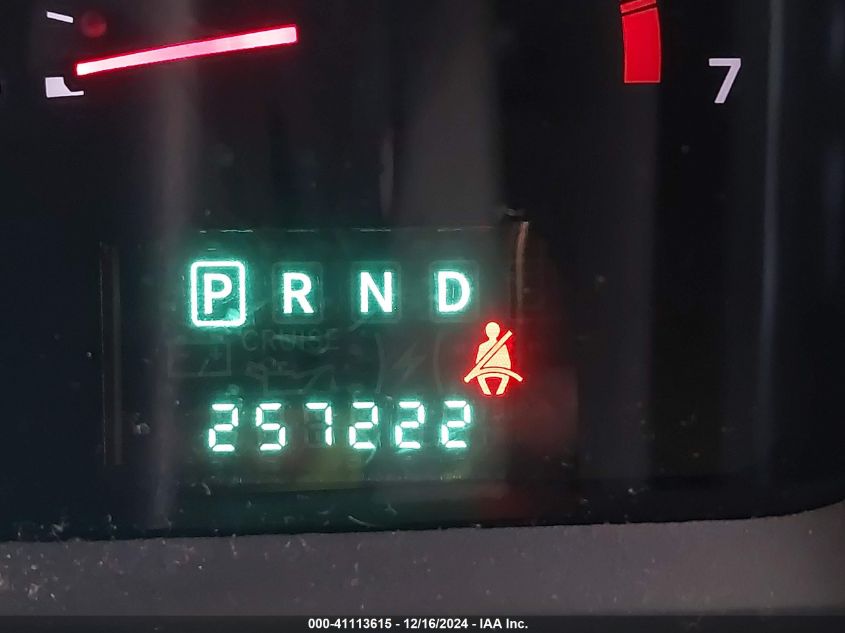 7
P R N D
CRUISE
257222
000-41113615 - 12/16/2024 - IAA Inc.